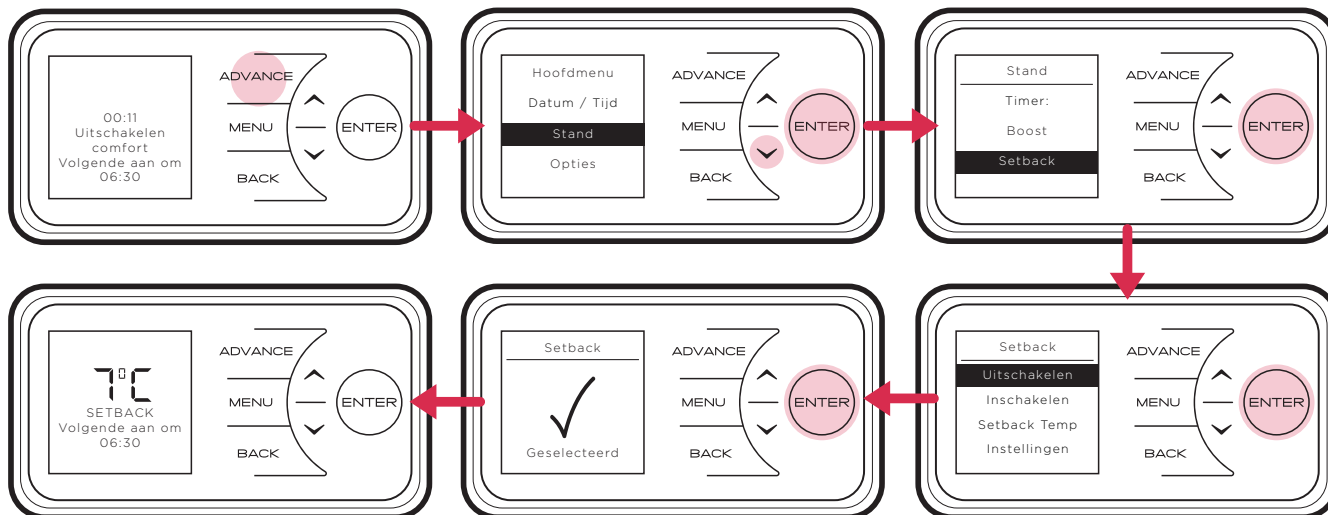 00:11
Uitschakelen
comfort
Volgende aan om
06:30
ADVANCE
MENU
BACK
ENTER
Hoofdmenu
Datum / Tijd
Stand
Opties
ADVANCE
MENU
BACK
ENTER
Stand
Timer:
Boost
Setback
ADVANCE
MENU
BACK
ENTER
7°C
SETBACK
Volgende aan om
06:30
ADVANCE
MENU
BACK
ENTER
Setback
Geselecteerd
ADVANCE
MENU
BACK
ENTER
Setback
Uitschakelen
Inschakelen
Setback Temp
Instellingen
ADVANCE
MENU
BACK
ENTER